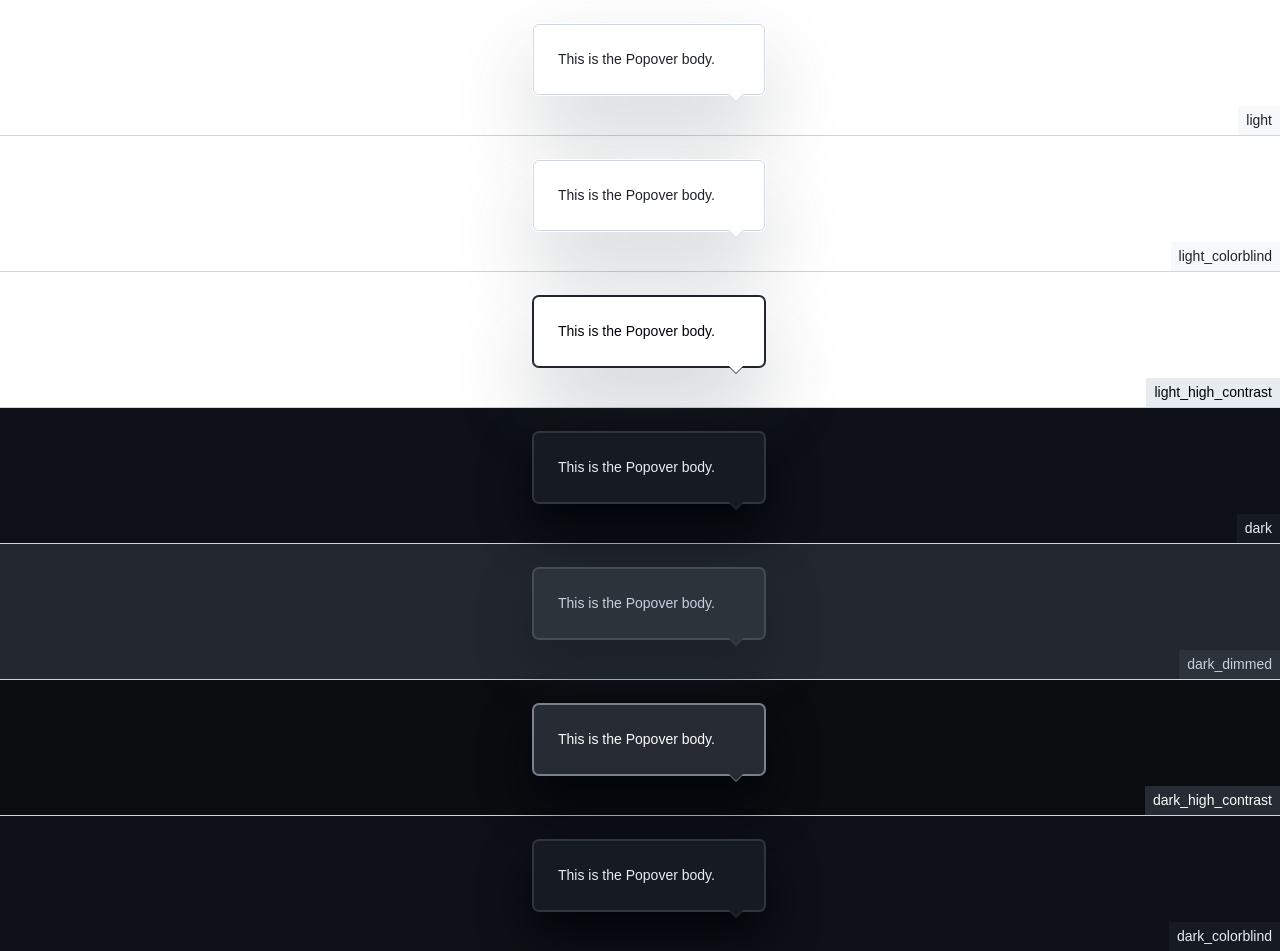 This is the Popover body.
light
This is the Popover body.
light_colorblind
This is the Popover body.
light_high_contrast
This is the Popover body.
dark
This is the Popover body.
dark_dimmed
This is the Popover body.
dark_high_contrast
This is the Popover body.
dark_colorblind